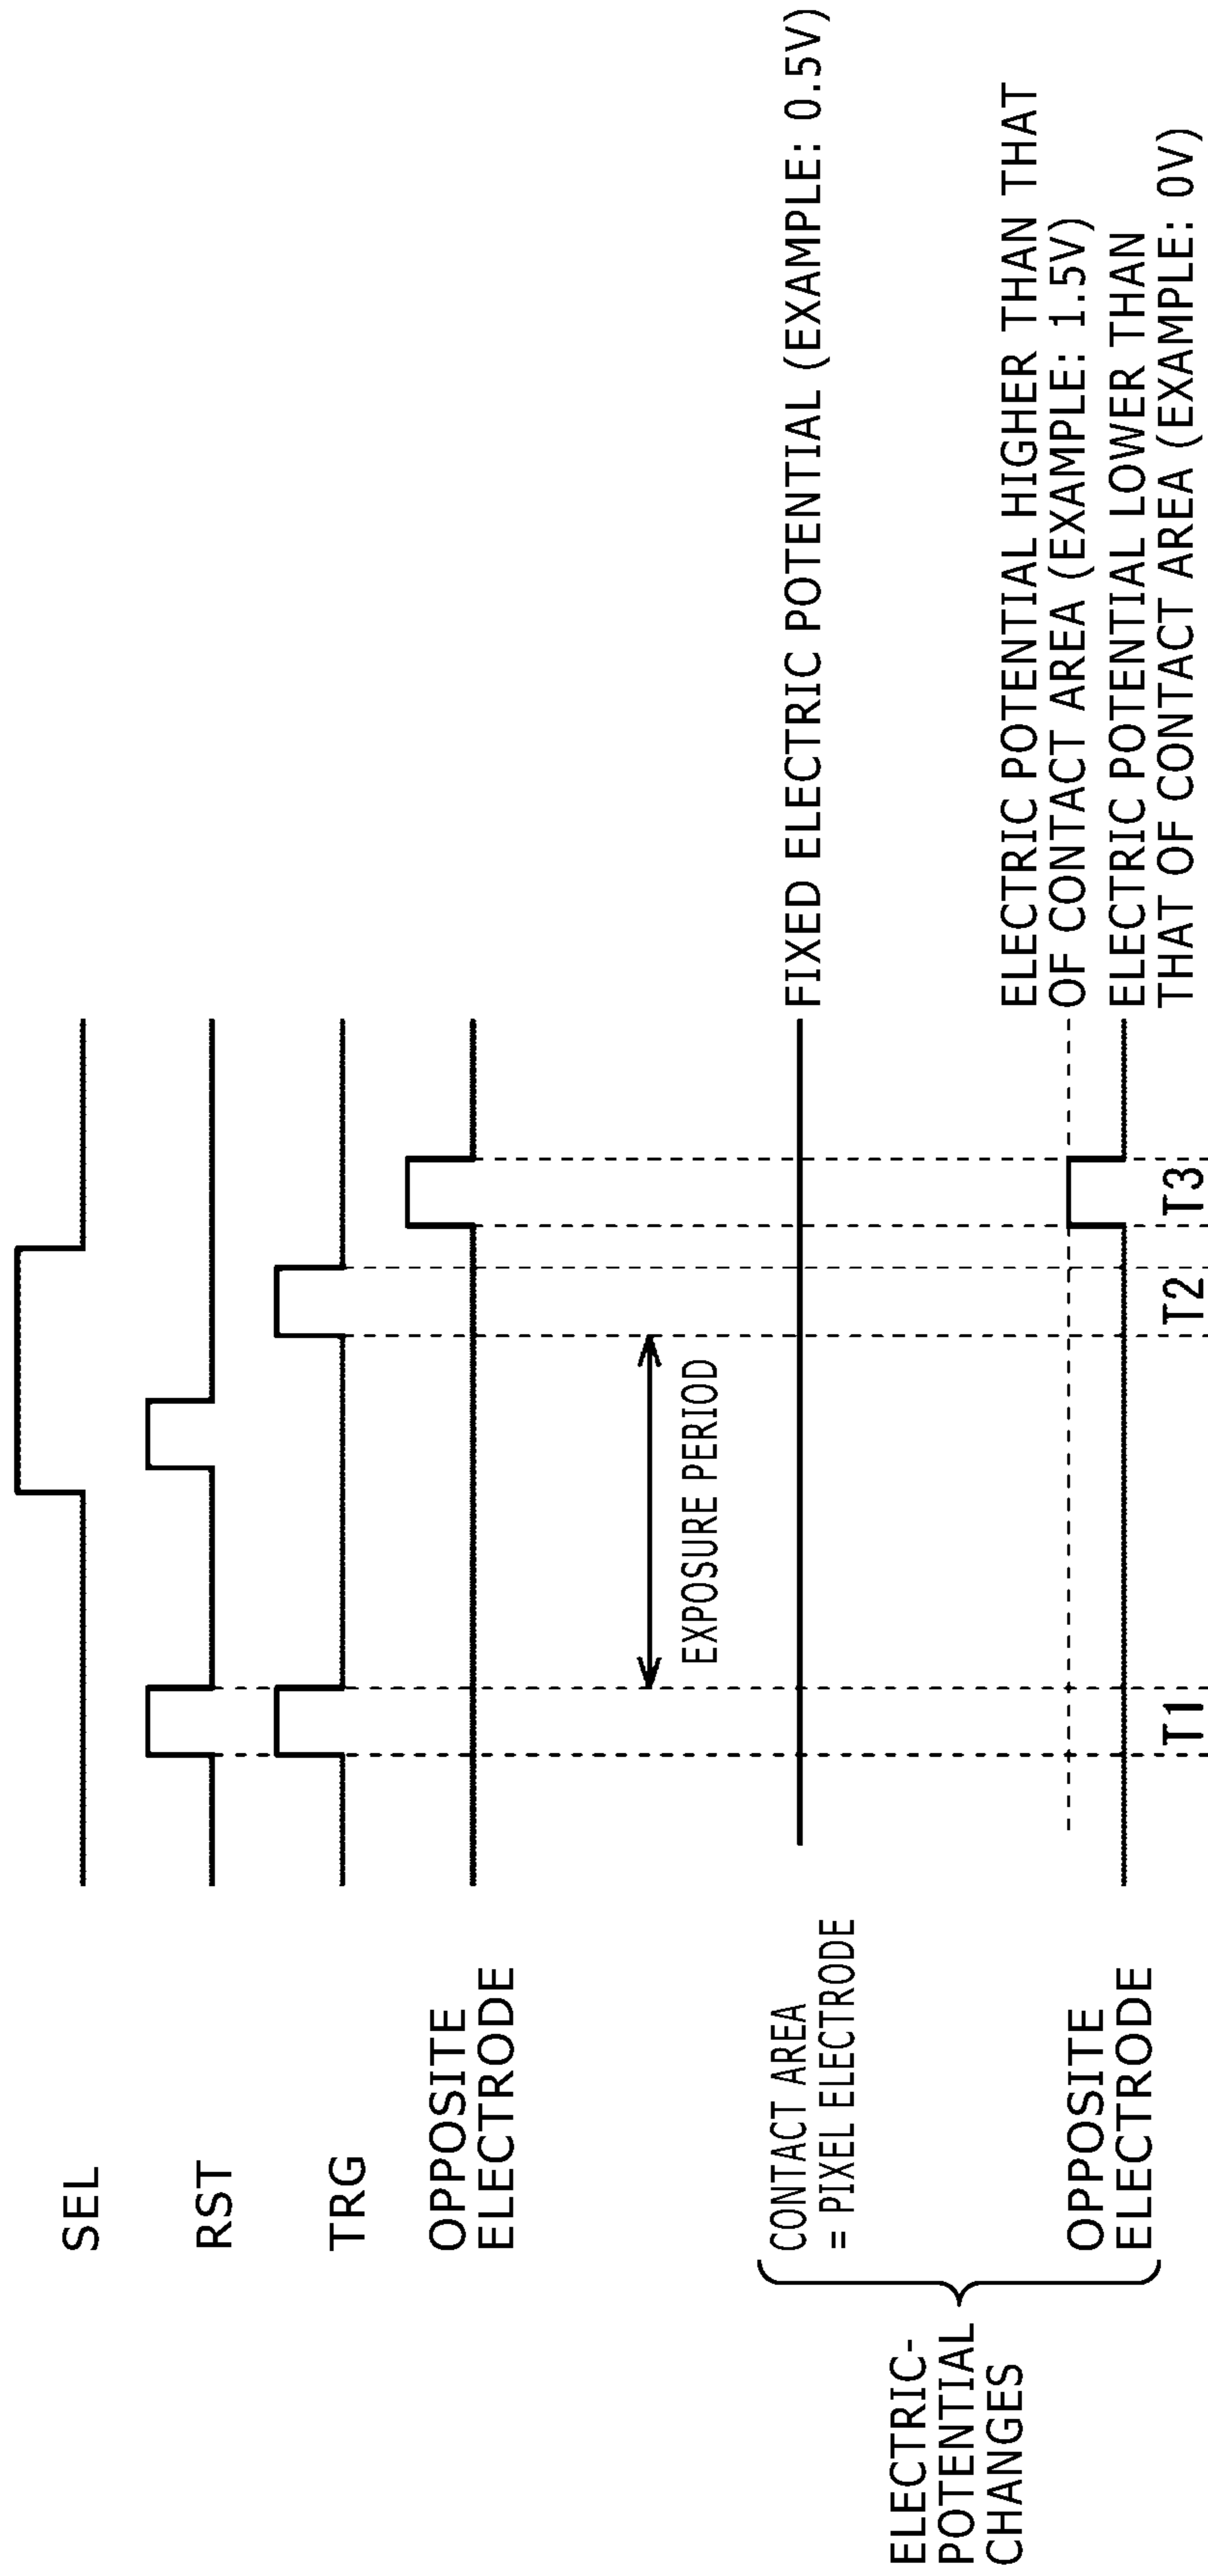 SEL
RST
TRG
OPPOSITE
ELECTRODE
EXPOSURE PERIOD
CONTACT AREA
= PIXEL ELECTRODE
FIXED ELECTRIC POTENTIAL (EXAMPLE: 0.5V)
ELECTRIC-
POTENTIAL
CHANGES
OPPOSITE
ELECTRODE
ELECTRIC POTENTIAL HIGHER THAN THAT
OF CONTACT AREA (EXAMPLE: 1.5V)
ELECTRIC POTENTIAL LOWER THAN
THAT OF CONTACT AREA (EXAMPLE: 0V)
T1
T2
T3